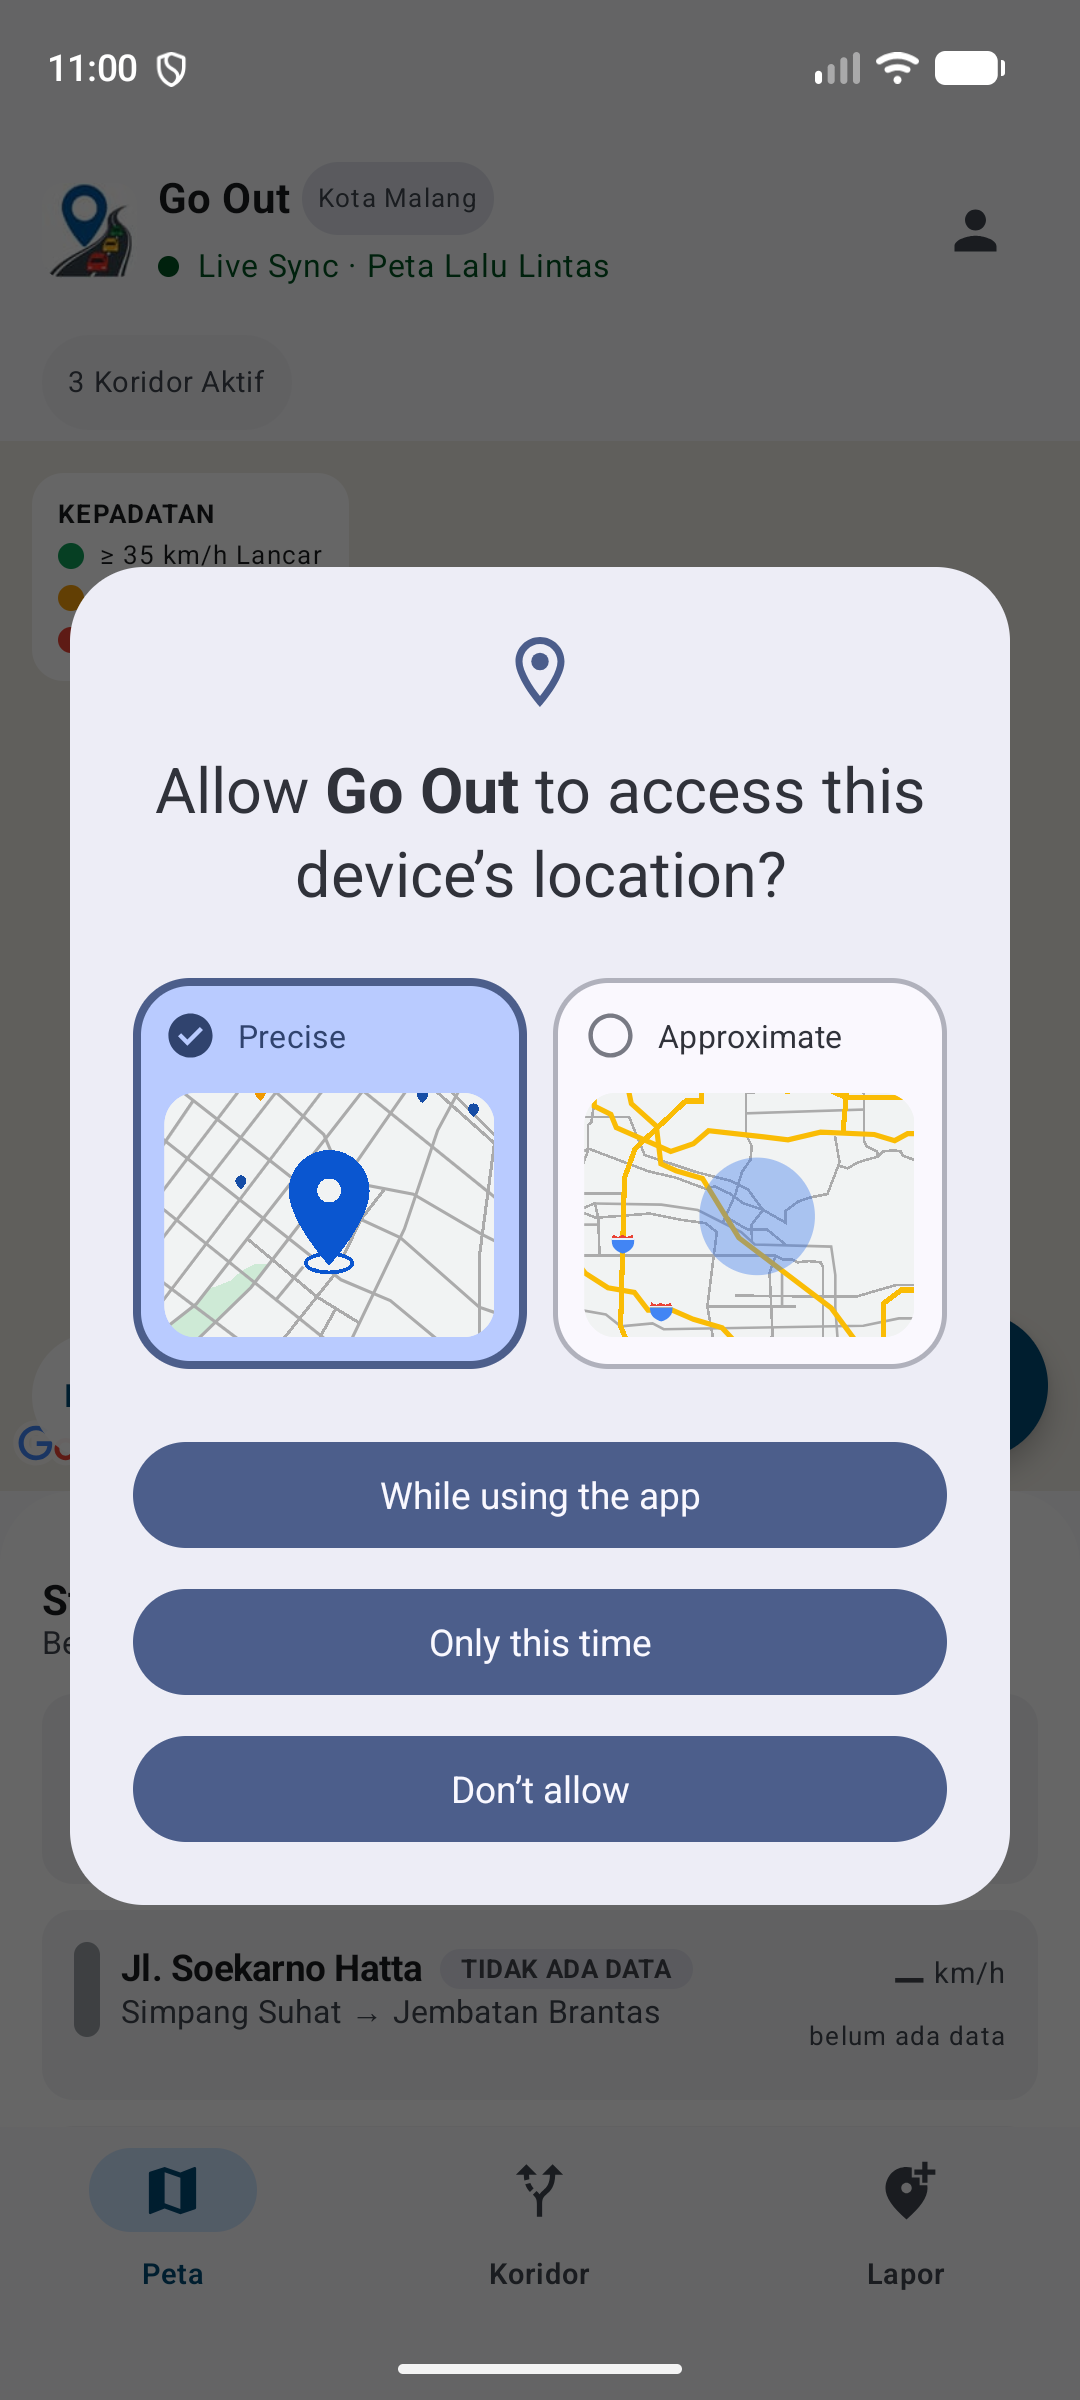 11:00
Go Out
Kota Malang
Live Sync · Peta Lalu Lintas
3 Koridor Aktif
KEPADATAN
≥ 35 km/h Lancar
Allow Go Out to access this
device’s location?
Precise
Approximate
While using the app
Only this time
Don’t allow
Jl. Soekarno Hatta
TIDAK ADA DATA
— km/h
Simpang Suhat → Jembatan Brantas
belum ada data
Peta
Koridor
Lapor